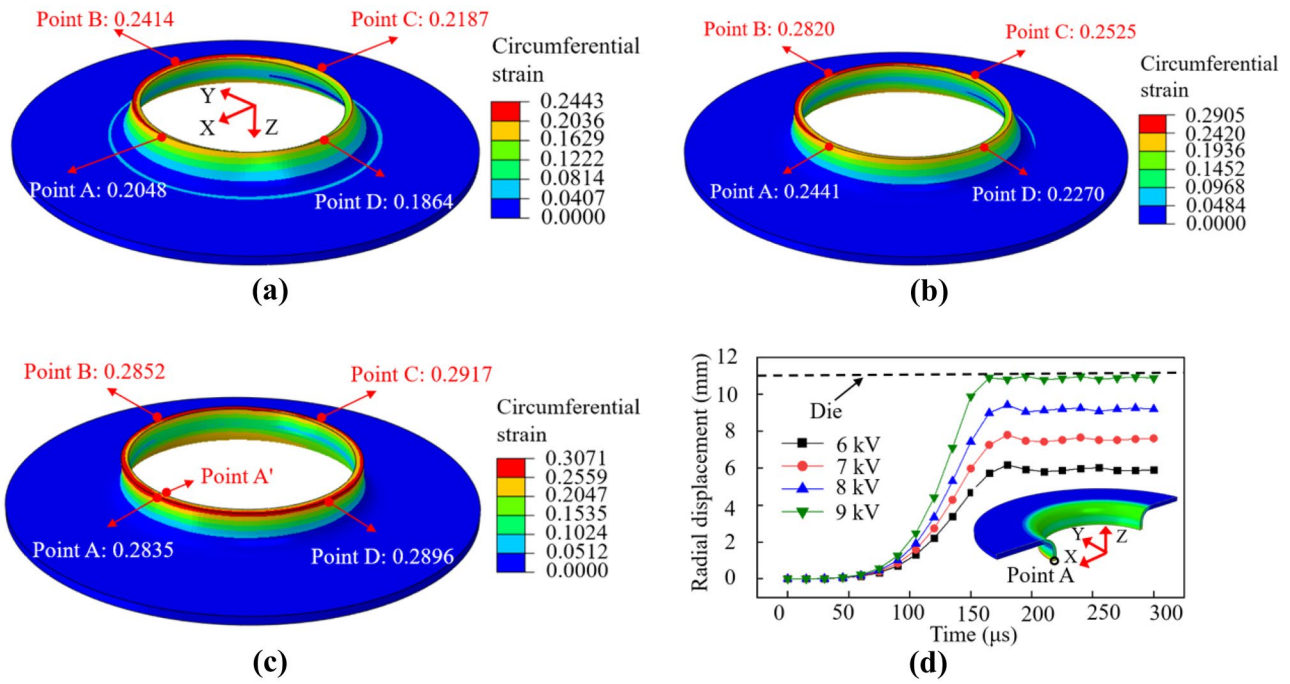 Point B: 0.2414
Point C: 0.2187
Circumferential
strain
0.2443
0.2036
0.1629
0.1222
0.0814
0.0407
0.0000
Y
X
Z
Point A: 0.2048
Point D: 0.1864
(a)
Point B: 0.2820
Point C: 0.2525
Circumferential
strain
0.2905
0.2420
0.1936
0.1452
0.0968
0.0484
0.0000
Point A: 0.2441
Point D: 0.2270
(b)
Point B: 0.2852
Point C: 0.2917
Circumferential
strain
0.3071
0.2559
0.2047
0.1535
0.1024
0.0512
0.0000
Point A'
Point A: 0.2835
Point D: 0.2896
(c)
Radial displacement (mm)
12
10
8
6
4
2
0
Die
6 kV
7 kV
8 kV
9 kV
Y
Z
X
Point A
0 50 100 150 200 250 300
Time (μs)
(d)